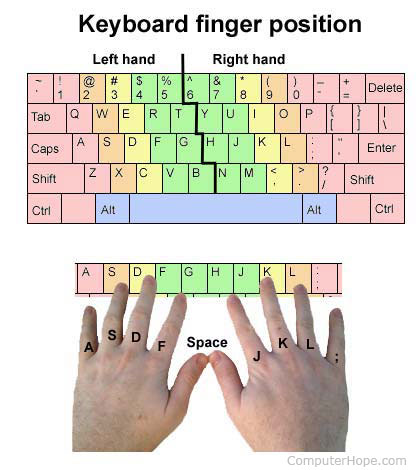 Keyboard finger position
Left hand Right hand
~ ! @ # $ % ^ & * ( ) – +
` 1 2 3 4 5 6 7 8 9 0 - = Delete
Tab Q W E R T Y U I O P { } |
[ ] \
Caps A S D F G H J K L : " Enter
; '
Shift Z X C V B N M < > ? Shift
, . /
Ctrl Alt Alt Ctrl
A S D F G H J K L :
;
A S D F Space J K L ;
ComputerHope.com